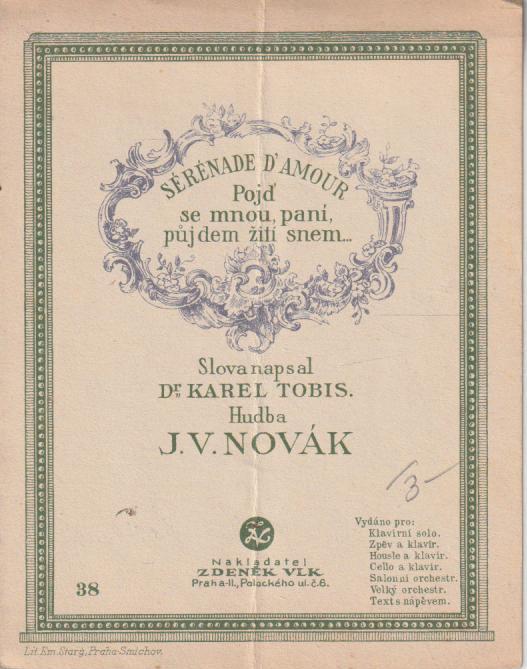 SÉRÉNADE D'AMOUR
Pojď
se mnou, paní,
půjdem žití snem...
Slova napsal
Dr. KAREL TOBIS.
Hudba
J. V. NOVÁK
3-
Vydáno pro:
Klavírní solo.
Zpěv a klavír.
Housle a klavír.
Cello a klavír.
Salonní orchestr.
Velký orchestr.
Text s nápěvem.
Nakladatel
ZDENĚK VLK
Praha-II., Palackého ul. č. 6.
38
Lit. Em. Starý, Praha-Smíchov.